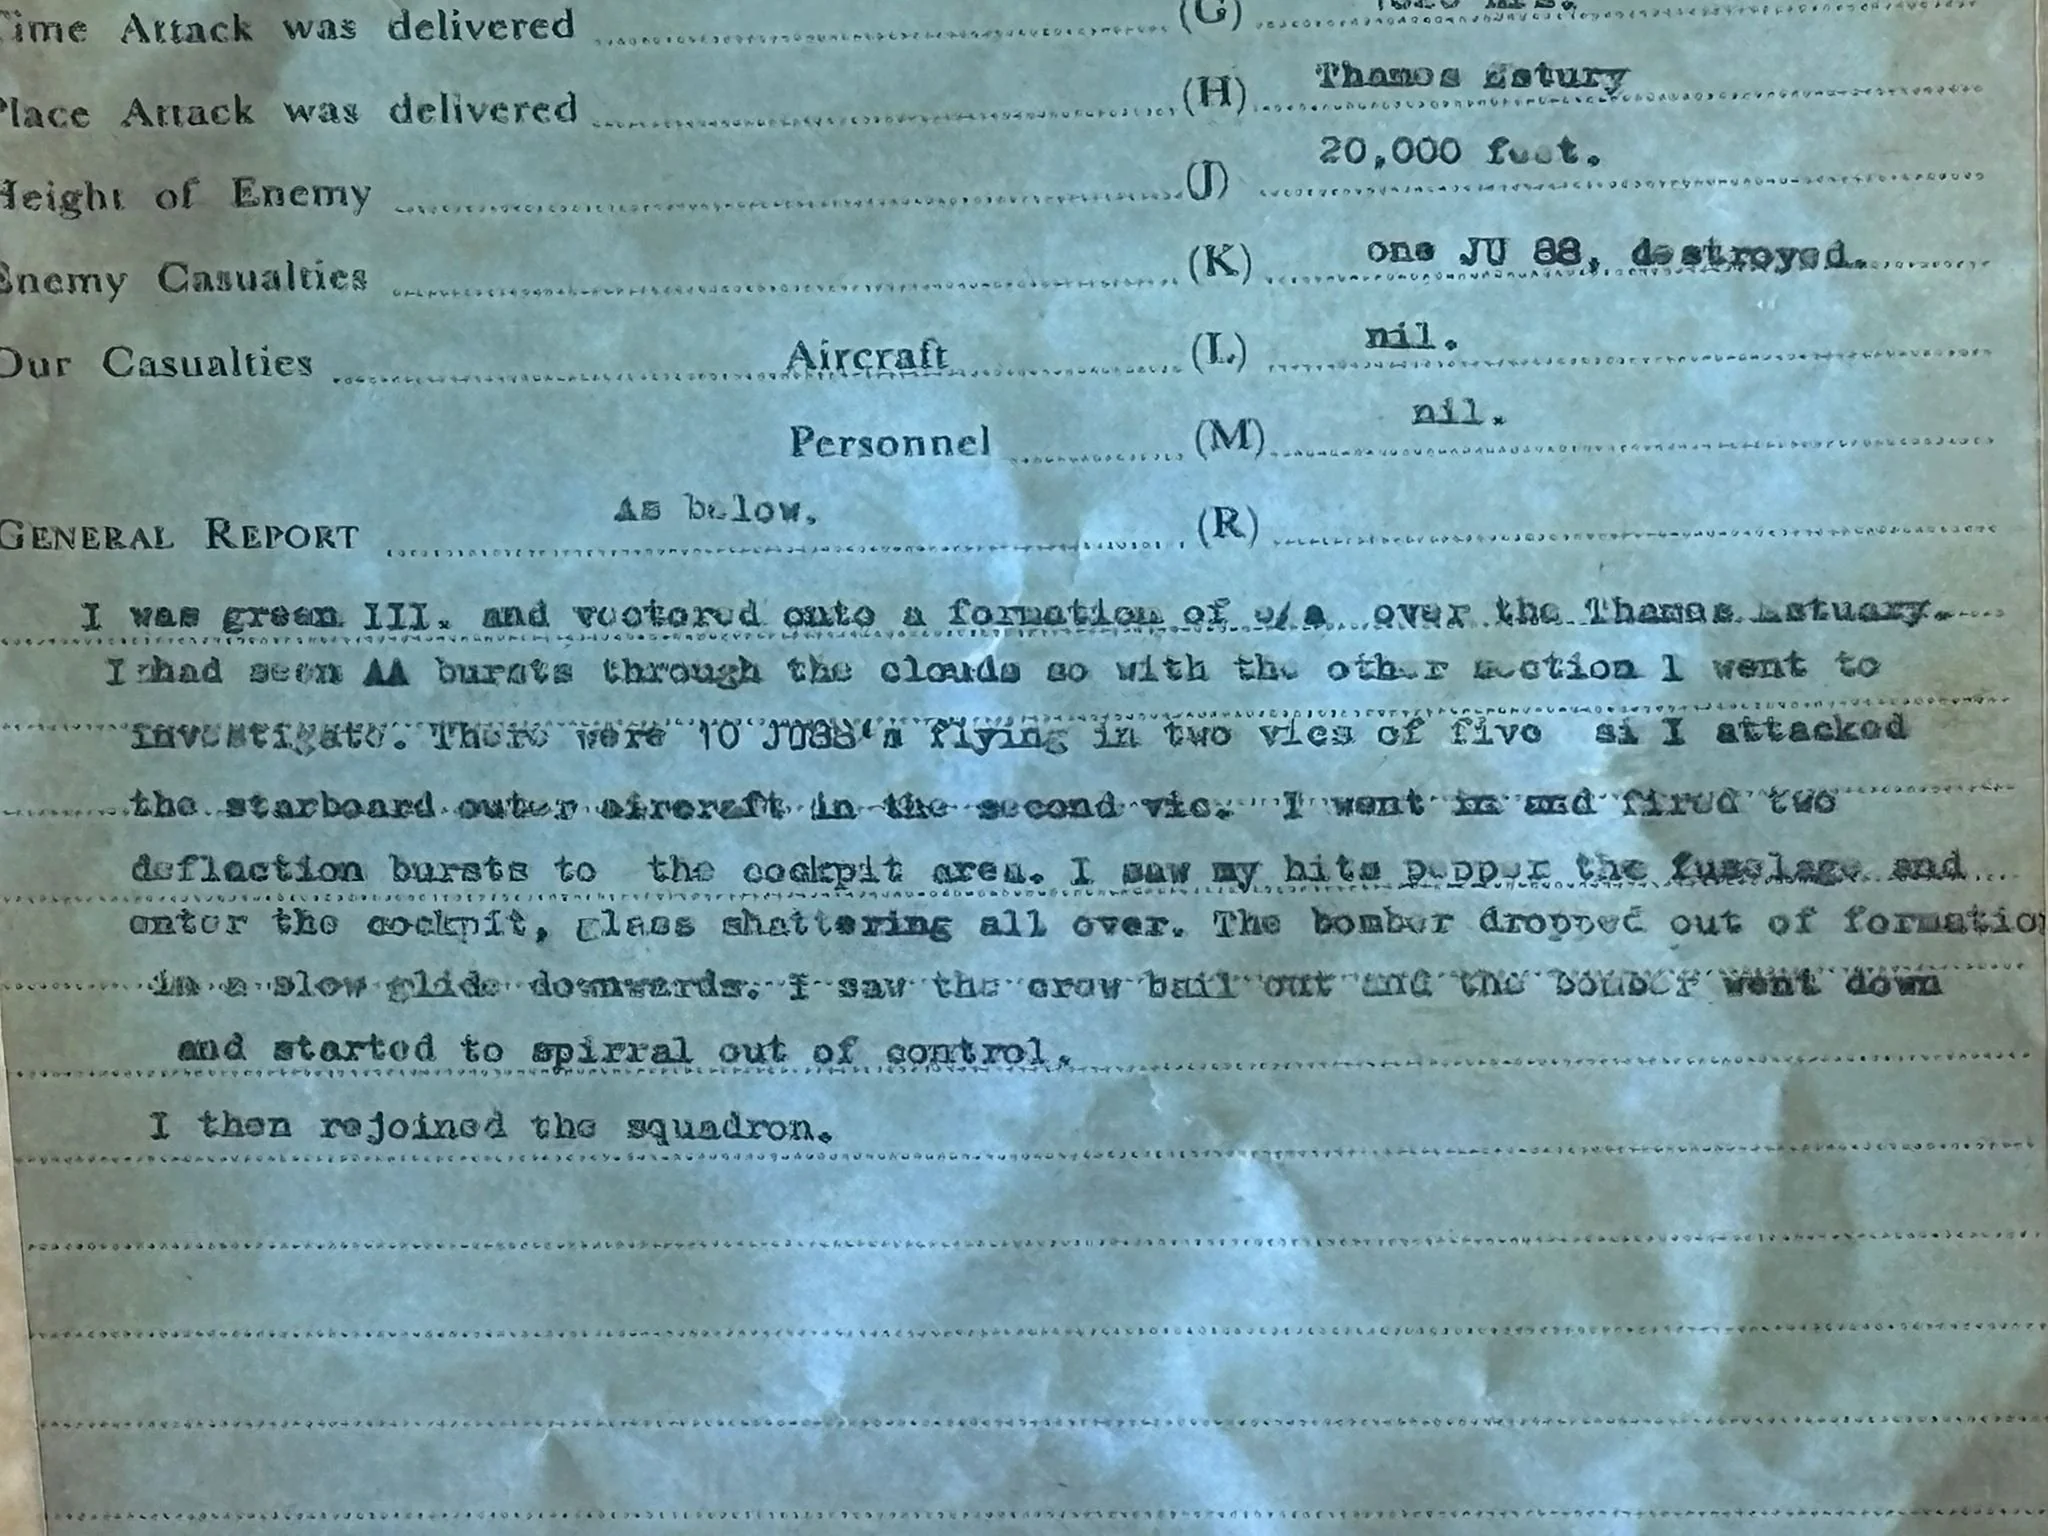 Time Attack was delivered (G) hrs.
Place Attack was delivered (H) Thames Estury
Height of Enemy (J) 20,000 feet.
Enemy Casualties (K) one JU 88, destroyed.
Our Casualties Aircraft (L) nil.
Personnel (M) nil.
GENERAL REPORT As below. (R)
I was green III. and vectored onto a formation of e/a over the Thames Estuary.
I had seen AA bursts through the clouds so with the other section I went to
investigate. There were 10 JU88's flying in two vics of five si I attacked
the starboard outer aircraft in the second vic. I went in and fired two
deflection bursts to the cockpit area. I saw my hits pepper the fuselage and
enter the cockpit, glass shattering all over. The bomber dropped out of formatio
in a slow glide downwards. I saw the crew bail out and the bomber went down
and started to spirral out of control.
I then rejoined the squadron.